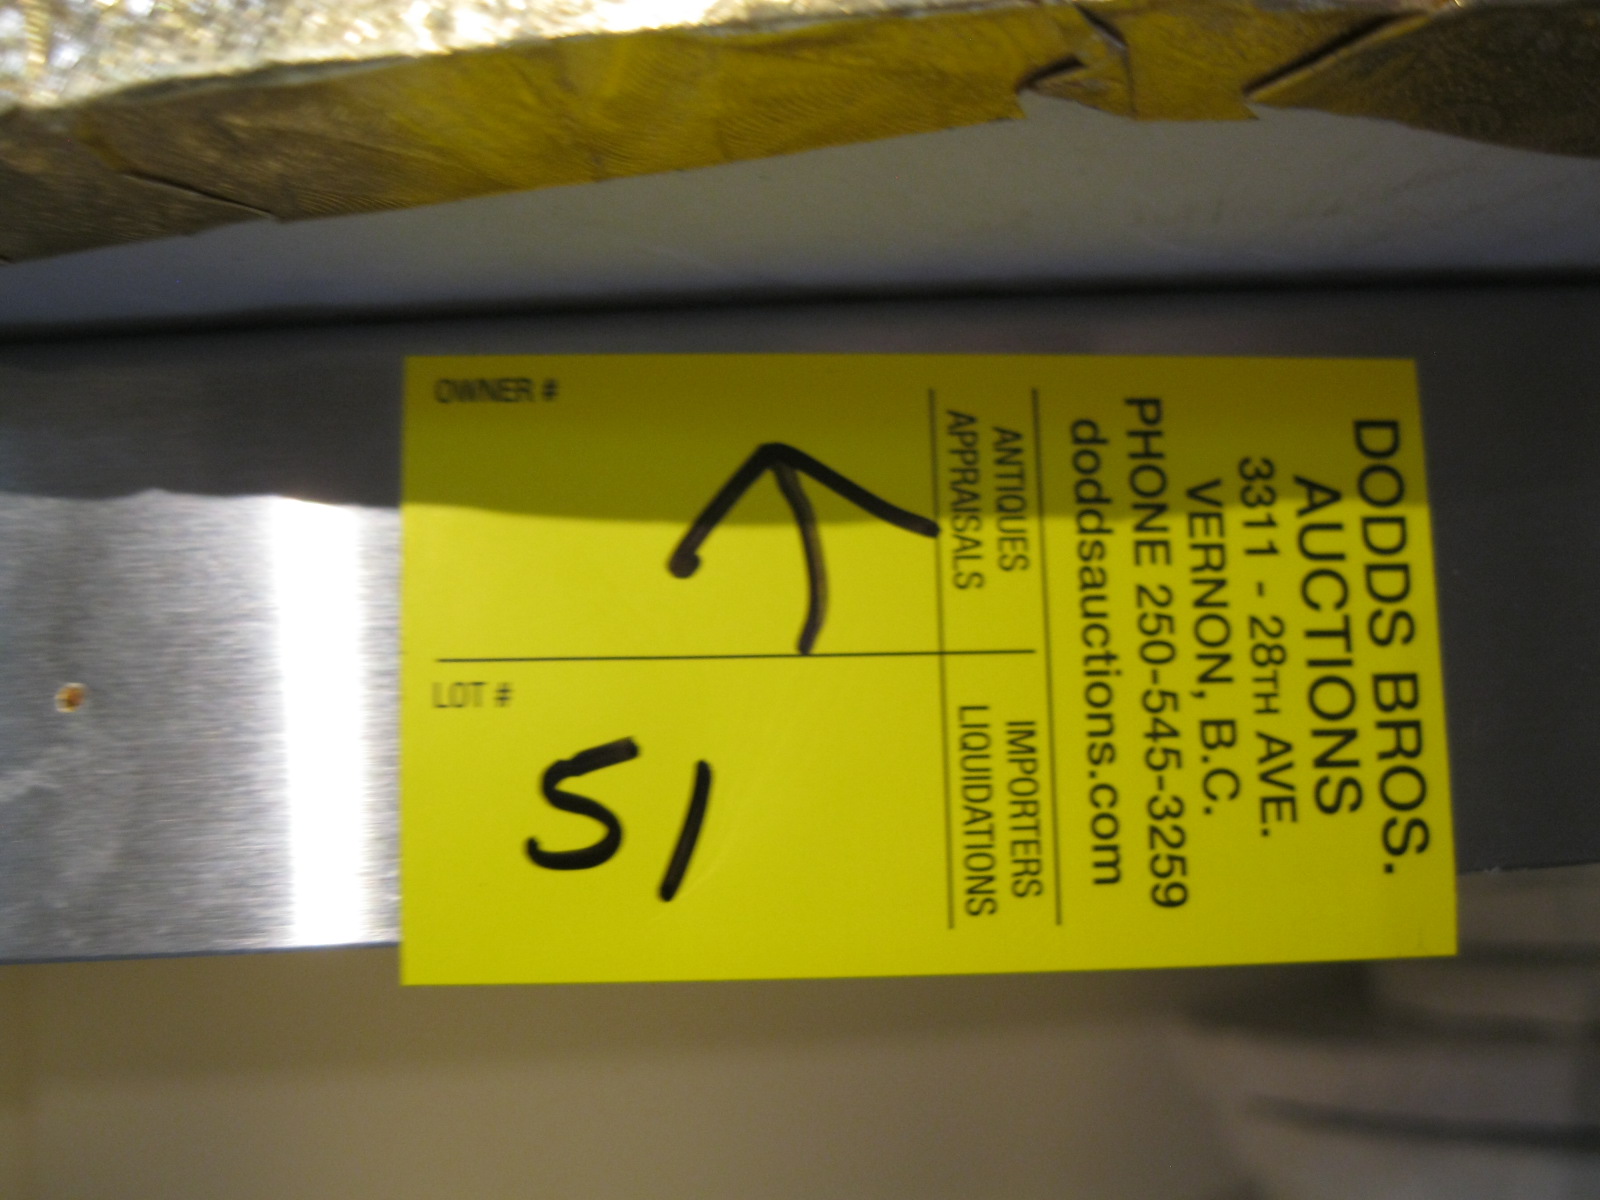 DODDS BROS.
AUCTIONS
3311 - 28TH AVE.
VERNON, B.C.
PHONE 250-545-3259
doddsauctions.com
ANTIQUES
APPRAISALS
IMPORTERS
LIQUIDATIONS
OWNER #
LOT #
51